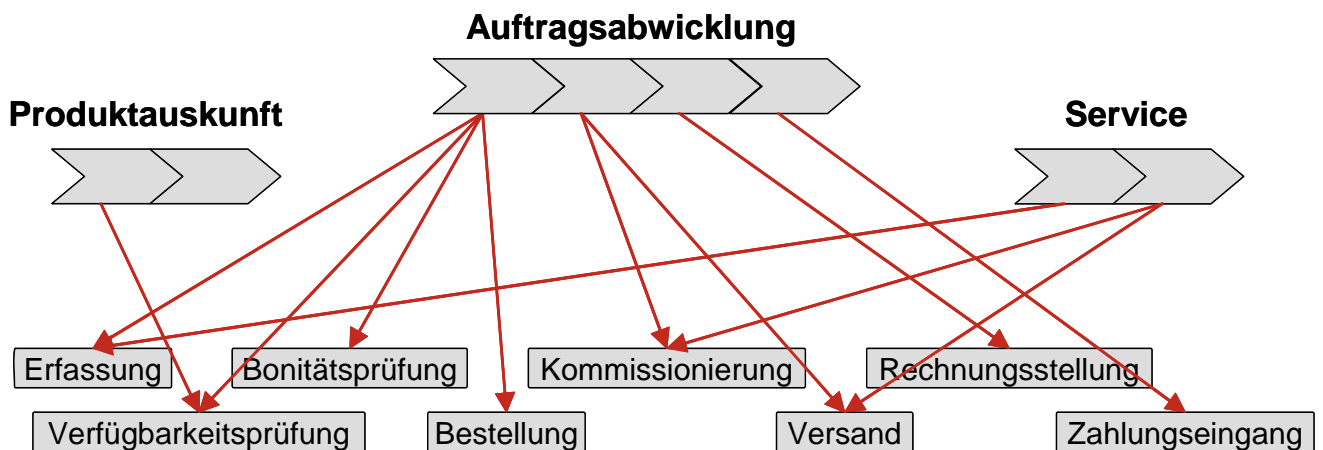 Auftragsabwicklung
Produktauskunft
Service
Erfassung
Bonitätsprüfung
Kommissionierung
Rechnungsstellung
Verfügbarkeitsprüfung
Bestellung
Versand
Zahlungseingang